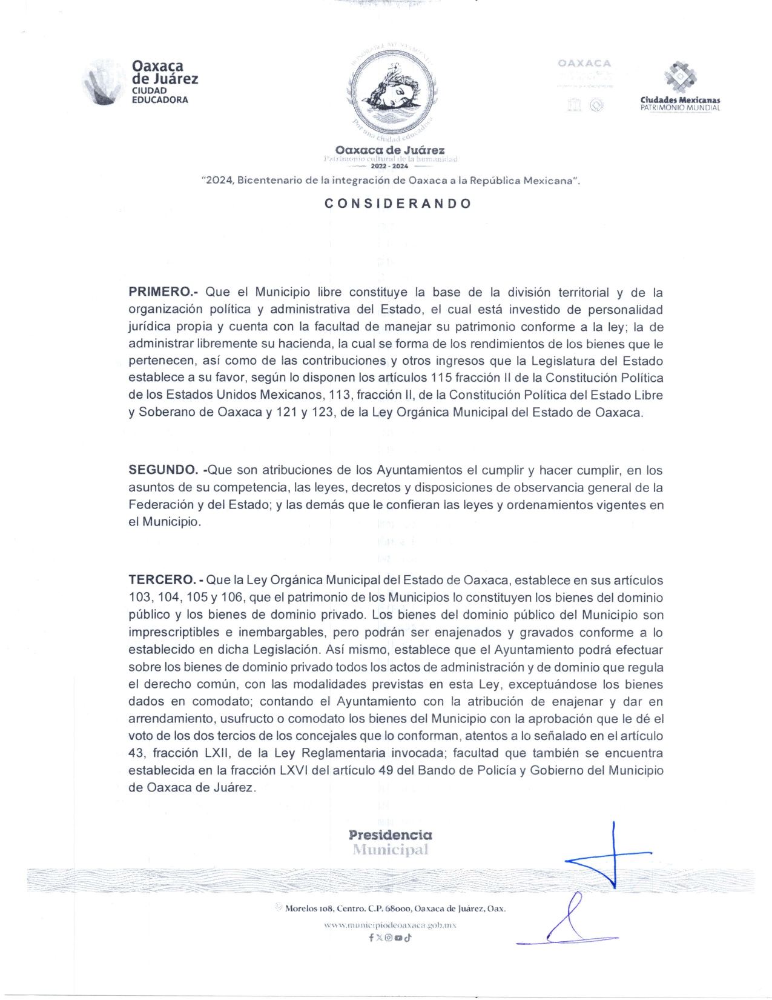 Oaxaca
de Juárez
CIUDAD
EDUCADORA
Por una ciudad educadora
Oaxaca de Juárez
Patrimonio cultural de la humanidad
2022 - 2024
OAXACA
Ciudades Mexicanas
PATRIMONIO MUNDIAL
“2024, Bicentenario de la integración de Oaxaca a la República Mexicana”.
CONSIDERANDO
PRIMERO.- Que el Municipio libre constituye la base de la división territorial y de la
organización política y administrativa del Estado, el cual está investido de personalidad
jurídica propia y cuenta con la facultad de manejar su patrimonio conforme a la ley; la de
administrar libremente su hacienda, la cual se forma de los rendimientos de los bienes que le
pertenecen, así como de las contribuciones y otros ingresos que la Legislatura del Estado
establece a su favor, según lo disponen los artículos 115 fracción II de la Constitución Política
de los Estados Unidos Mexicanos, 113, fracción II, de la Constitución Política del Estado Libre
y Soberano de Oaxaca y 121 y 123, de la Ley Orgánica Municipal del Estado de Oaxaca.
SEGUNDO. -Que son atribuciones de los Ayuntamientos el cumplir y hacer cumplir, en los
asuntos de su competencia, las leyes, decretos y disposiciones de observancia general de la
Federación y del Estado; y las demás que le confieran las leyes y ordenamientos vigentes en
el Municipio.
TERCERO. - Que la Ley Orgánica Municipal del Estado de Oaxaca, establece en sus artículos
103, 104, 105 y 106, que el patrimonio de los Municipios lo constituyen los bienes del dominio
público y los bienes de dominio privado. Los bienes del dominio público del Municipio son
imprescriptibles e inembargables, pero podrán ser enajenados y gravados conforme a lo
establecido en dicha Legislación. Así mismo, establece que el Ayuntamiento podrá efectuar
sobre los bienes de dominio privado todos los actos de administración y de dominio que regula
el derecho común, con las modalidades previstas en esta Ley, exceptuándose los bienes
dados en comodato; contando el Ayuntamiento con la atribución de enajenar y dar en
arrendamiento, usufructo o comodato los bienes del Municipio con la aprobación que le dé el
voto de los dos tercios de los concejales que lo conforman, atentos a lo señalado en el artículo
43, fracción LXII, de la Ley Reglamentaria invocada; facultad que también se encuentra
establecida en la fracción LXVI del artículo 49 del Bando de Policía y Gobierno del Municipio
de Oaxaca de Juárez.
Presidencia
Municipal
Morelos 108, Centro. C.P. 68000, Oaxaca de Juárez, Oax.
www.municipiodeoaxaca.gob.mx